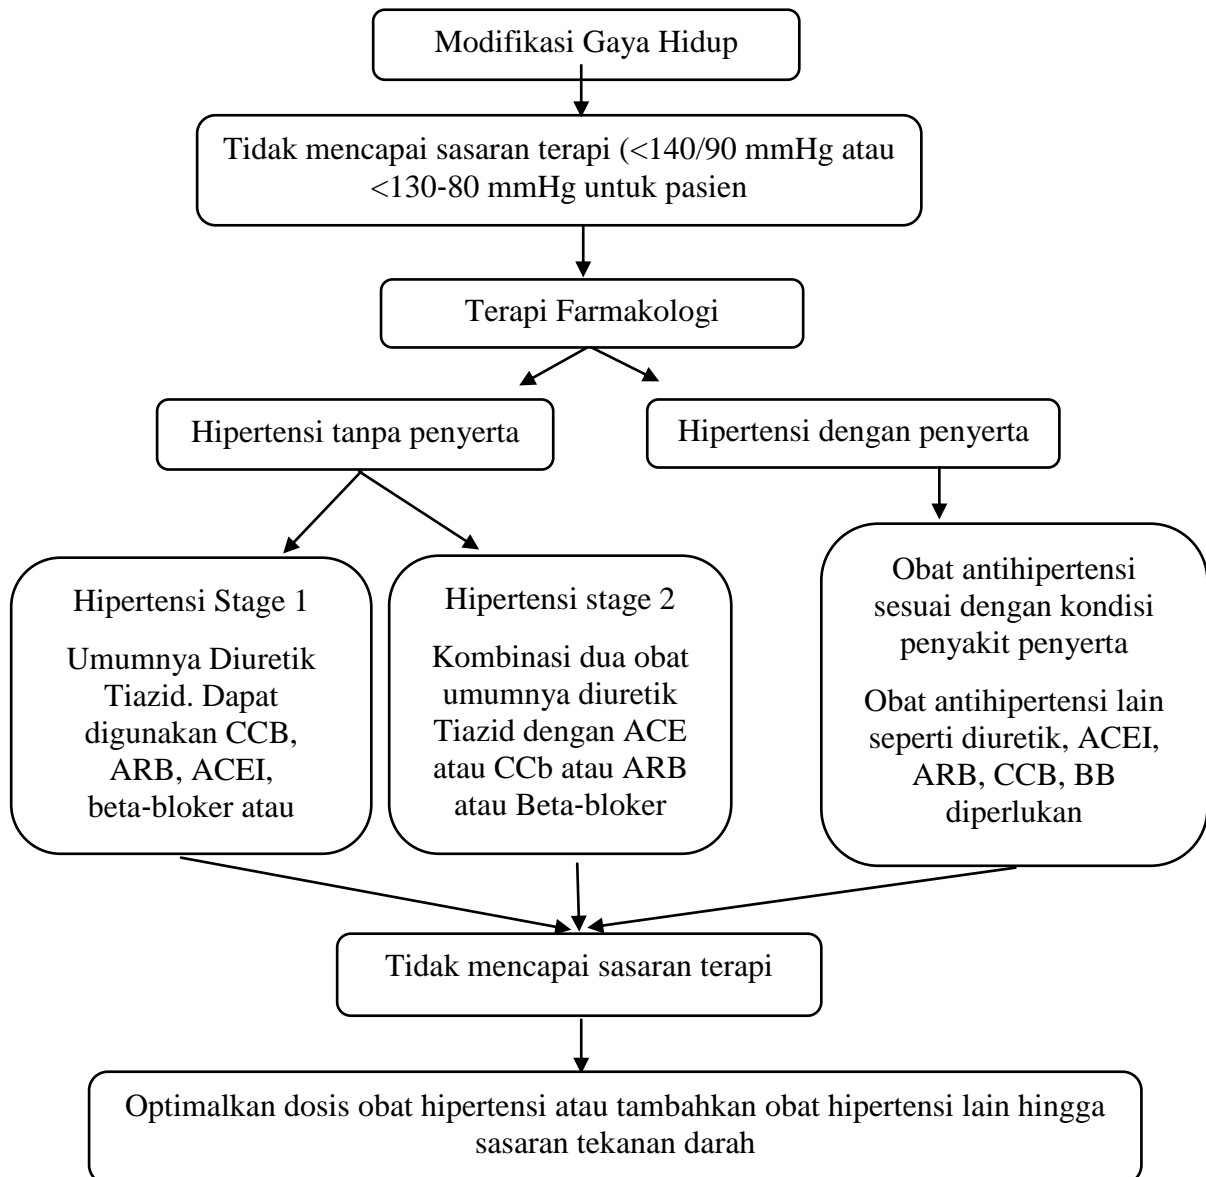 Modifikasi Gaya Hidup
Tidak mencapai sasaran terapi (<140/90 mmHg atau
<130-80 mmHg untuk pasien
Terapi Farmakologi
Hipertensi tanpa penyerta
Hipertensi dengan penyerta
Hipertensi Stage 1
Umumnya Diuretik
Tiazid. Dapat
digunakan CCB,
ARB, ACEI,
beta-bloker atau
Hipertensi stage 2
Kombinasi dua obat
umumnya diuretik
Tiazid dengan ACE
atau CCb atau ARB
atau Beta-bloker
Obat antihipertensi
sesuai dengan kondisi
penyakit penyerta
Obat antihipertensi lain
seperti diuretik, ACEI,
ARB, CCB, BB
diperlukan
Tidak mencapai sasaran terapi
Optimalkan dosis obat hipertensi atau tambahkan obat hipertensi lain hingga
sasaran tekanan darah